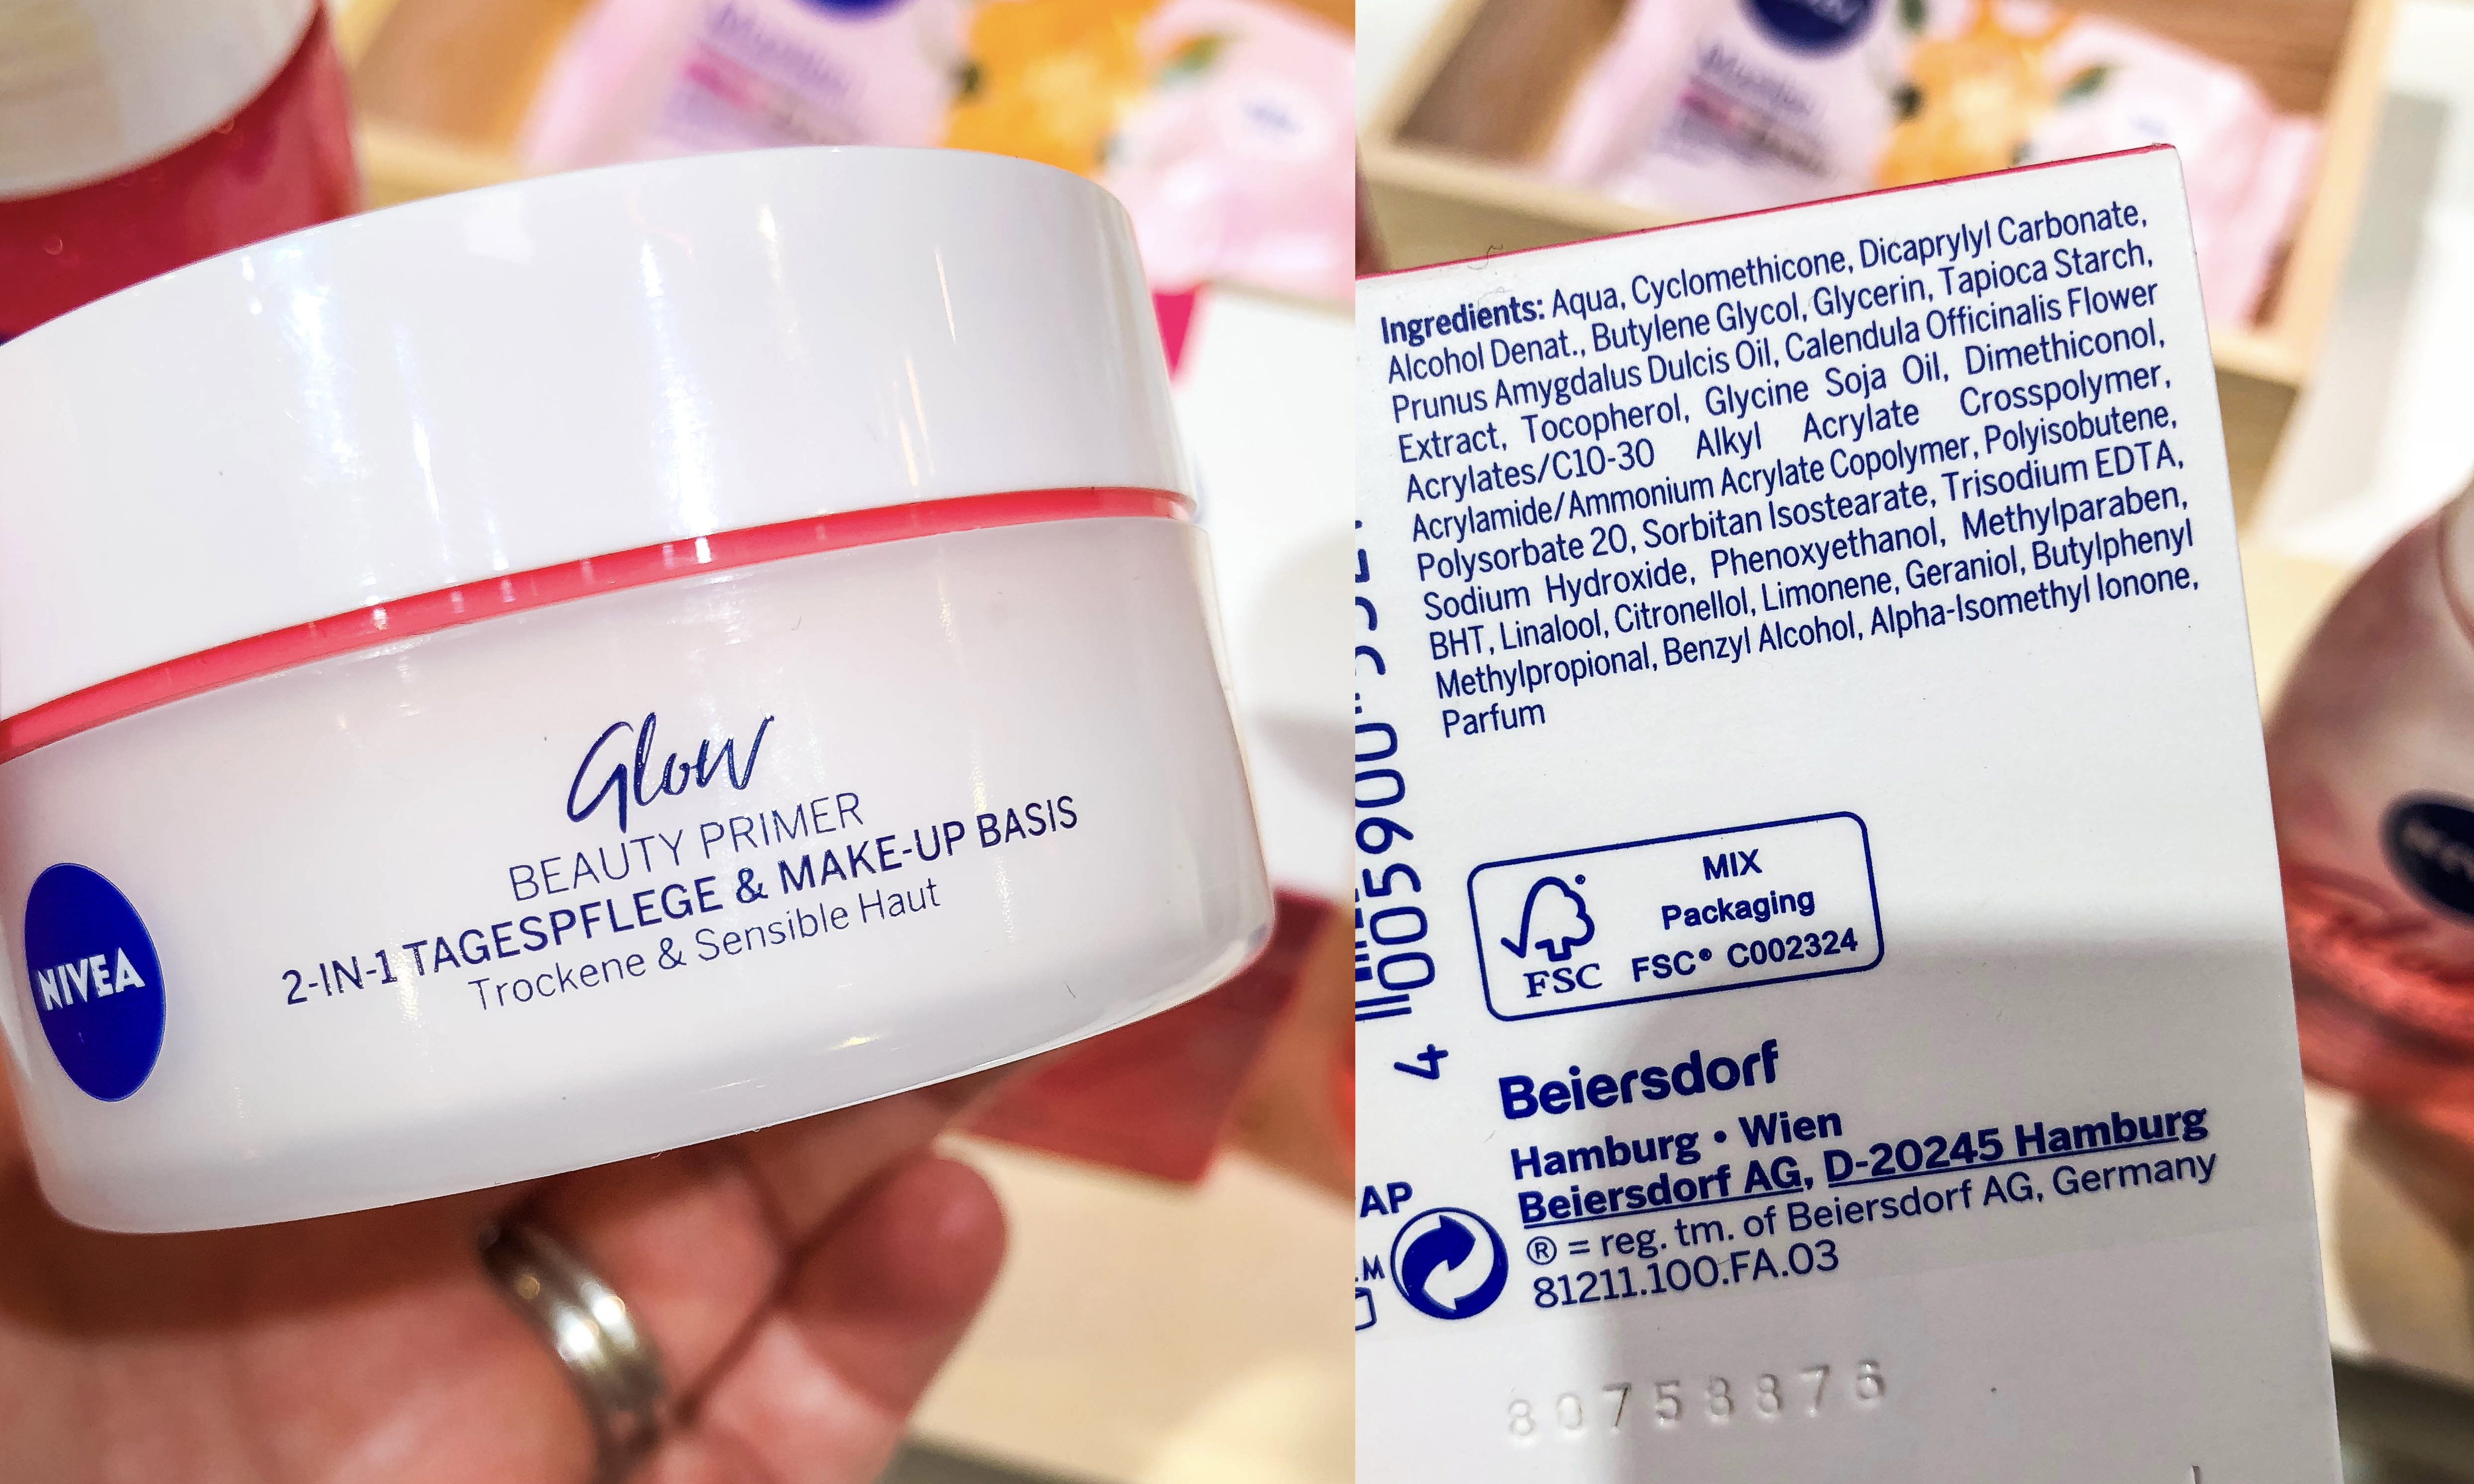 Glow
BEAUTY PRIMER
2-IN-1 TAGESPFLEGE & MAKE-UP BASIS
Trockene & Sensible Haut
NIVEA
Ingredients: Aqua, Cyclomethicone, Dicaprylyl Carbonate,
Alcohol Denat., Butylene Glycol, Glycerin, Tapioca Starch,
Prunus Amygdalus Dulcis Oil, Calendula Officinalis Flower
Extract, Tocopherol, Glycine Soja Oil, Dimethiconol,
Acrylates/C10-30 Alkyl Acrylate Crosspolymer,
Acrylamide/Ammonium Acrylate Copolymer, Polyisobutene,
Polysorbate 20, Sorbitan Isostearate, Trisodium EDTA,
Sodium Hydroxide, Phenoxyethanol, Methylparaben,
BHT, Linalool, Citronellol, Limonene, Geraniol, Butylphenyl
Methylpropional, Benzyl Alcohol, Alpha-Isomethyl Ionone,
Parfum
4 005900
MIX
Packaging
FSC FSC® C002324
Beiersdorf
Hamburg • Wien
Beiersdorf AG, D-20245 Hamburg
® = reg. tm. of Beiersdorf AG, Germany
81211.100.FA.03
AP
M